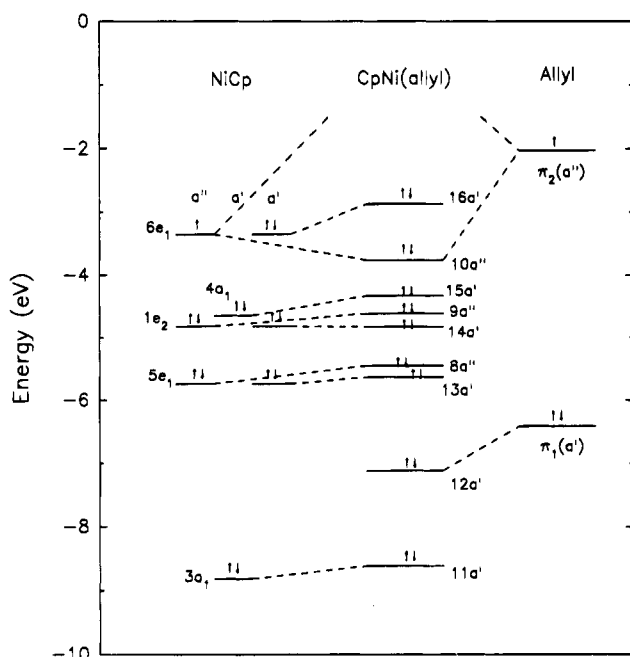 0
NiCp
CpNi(allyl)
Allyl
-2
↑
π₂(a'')
a'' a' a'
↑↓
16a'
6e₁ ↑ ↑↓
↑↓
10a''
-4
4a₁
↑↓
↑↓ 15a'
1e₂ ↑↓ ↑↓
↑↓ 9a''
↑↓ 14a'
5e₁ ↑↓ ↑↓
↑↓ 8a''
↑↓ 13a'
-6
↑↓
π₁(a')
↑↓
12a'
-8
3a₁ ↑↓
↑↓ 11a'
-10
Energy (eV)